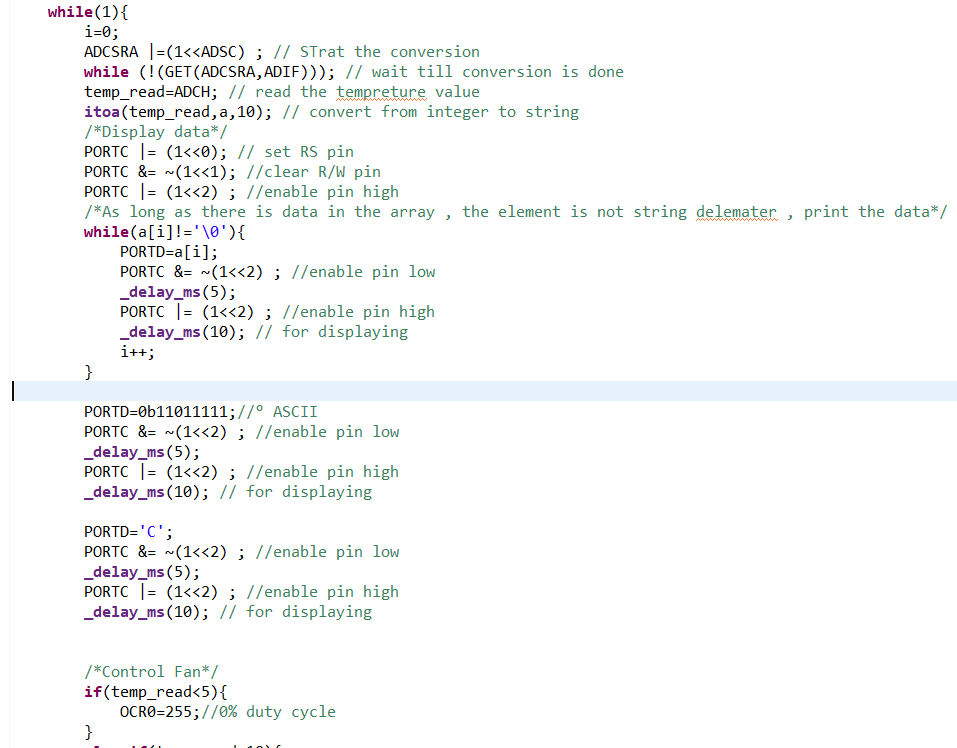 while(1){
i=0;
ADCSRA |=(1<<ADSC) ; // STrat the conversion
while (!(GET(ADCSRA,ADIF))); // wait till conversion is done
temp_read=ADCH; // read the tempreture value
itoa(temp_read,a,10); // convert from integer to string
/*Display data*/
PORTC |= (1<<0); // set RS pin
PORTC &= ~(1<<1); //clear R/W pin
PORTC |= (1<<2) ; //enable pin high
/*As long as there is data in the array , the element is not string delemater , print the data*/
while(a[i]!='\0'){
PORTD=a[i];
PORTC &= ~(1<<2) ; //enable pin low
_delay_ms(5);
PORTC |= (1<<2) ; //enable pin high
_delay_ms(10); // for displaying
i++;
}
PORTD=0b11011111;//° ASCII
PORTC &= ~(1<<2) ; //enable pin low
_delay_ms(5);
PORTC |= (1<<2) ; //enable pin high
_delay_ms(10); // for displaying
PORTD='C';
PORTC &= ~(1<<2) ; //enable pin low
_delay_ms(5);
PORTC |= (1<<2) ; //enable pin high
_delay_ms(10); // for displaying
/*Control Fan*/
if(temp_read<5){
OCR0=255;//0% duty cycle
}